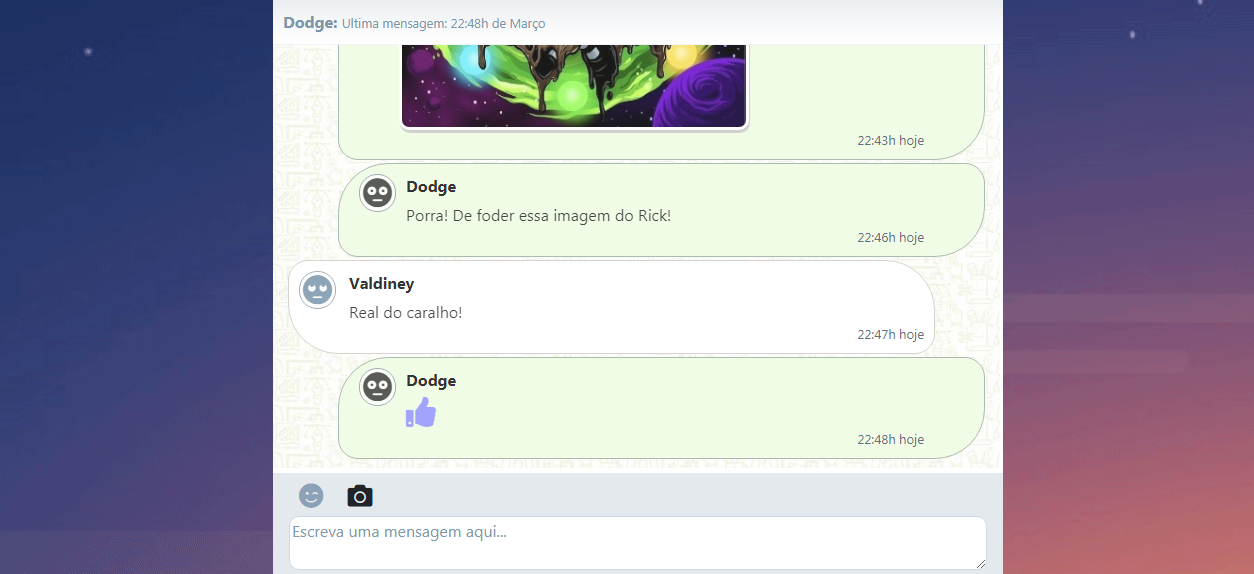 Dodge: Ultima mensagem: 22:48h de Março
22:43h hoje
Dodge
Porra! De foder essa imagem do Rick!
22:46h hoje
Valdiney
Real do caralho!
22:47h hoje
Dodge
22:48h hoje
Escreva uma mensagem aqui...